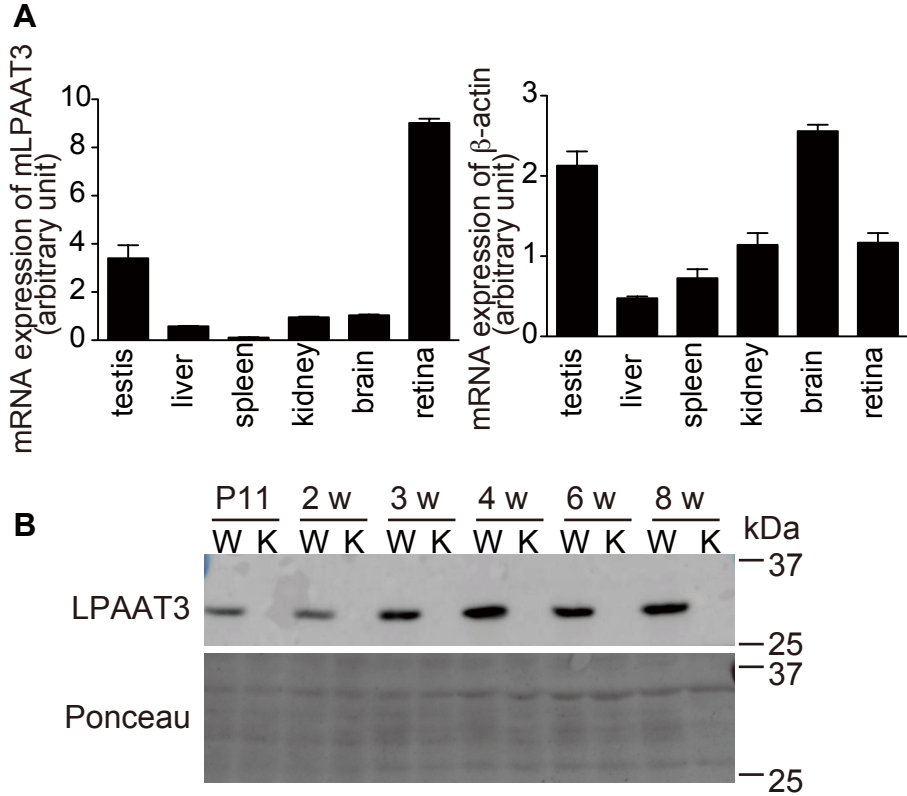 A
mRNA expression of mLPAAT3
(arbitrary unit)
10
8
6
4
2
0
testis
liver
spleen
kidney
brain
retina
mRNA expression of β-actin
(arbitrary unit)
3
2
1
0
testis
liver
spleen
kidney
brain
retina
B
P11 2 w 3 w 4 w 6 w 8 w
W K W K W K W K W K W K kDa
37
LPAAT3
25
37
Ponceau
25